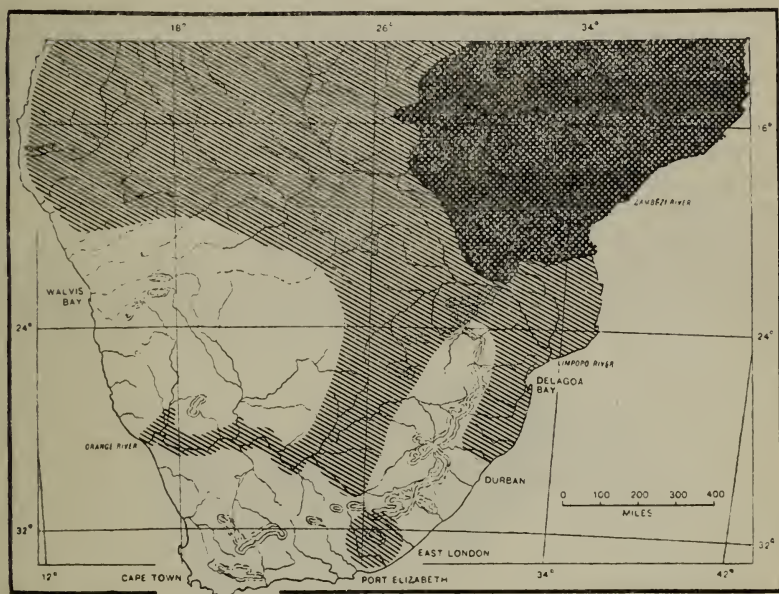 18° 26° 34°
16°
ZAMBEZI RIVER
WALVIS BAY
24° 24°
LIMPOPO RIVER
DELAGOA BAY
ORANGE RIVER
DURBAN
0 100 200 300 400
MILES
32° 32°
EAST LONDON
12° CAPE TOWN PORT ELIZABETH 34° 42°